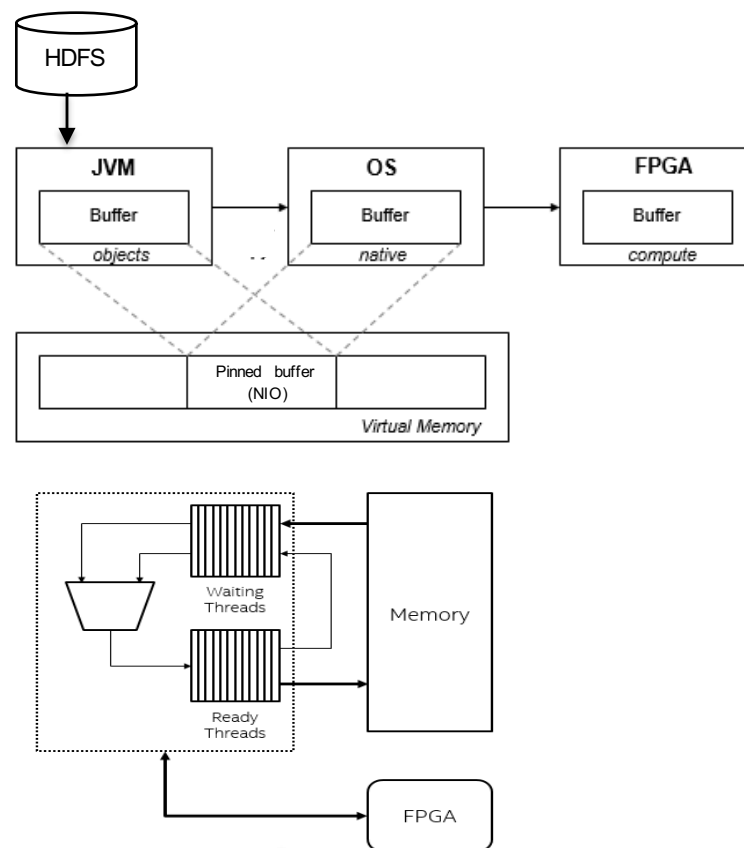 HDFS
JVM
Buffer
objects
OS
Buffer
native
FPGA
Buffer
compute
Pinned buffer
(NIO)
Virtual Memory
Waiting
Threads
Memory
Ready
Threads
FPGA